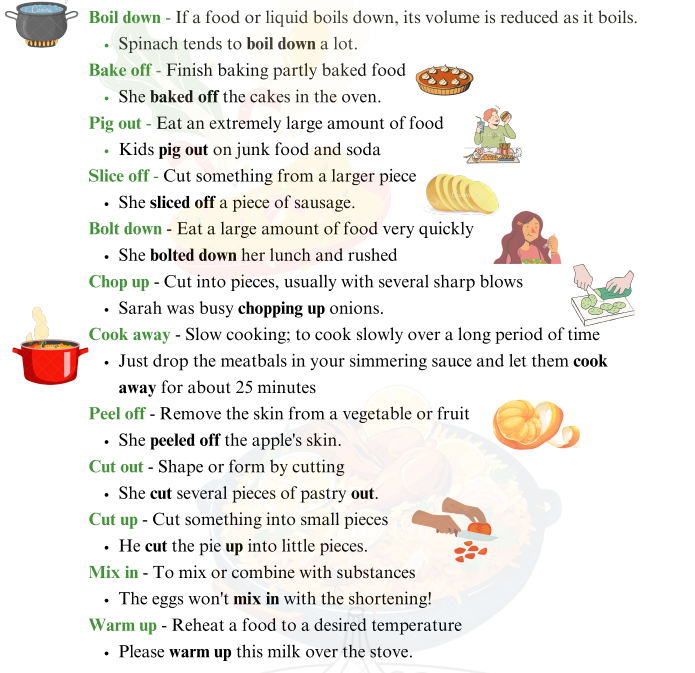 Boil down - If a food or liquid boils down, its volume is reduced as it boils.
• Spinach tends to boil down a lot.
Bake off - Finish baking partly baked food
• She baked off the cakes in the oven.
Pig out - Eat an extremely large amount of food
• Kids pig out on junk food and soda
Slice off - Cut something from a larger piece
• She sliced off a piece of sausage.
Bolt down - Eat a large amount of food very quickly
• She bolted down her lunch and rushed
Chop up - Cut into pieces, usually with several sharp blows
• Sarah was busy chopping up onions.
Cook away - Slow cooking; to cook slowly over a long period of time
• Just drop the meatbals in your simmering sauce and let them cook
away for about 25 minutes
Peel off - Remove the skin from a vegetable or fruit
• She peeled off the apple's skin.
Cut out - Shape or form by cutting
• She cut several pieces of pastry out.
Cut up - Cut something into small pieces
• He cut the pie up into little pieces.
Mix in - To mix or combine with substances
• The eggs won't mix in with the shortening!
Warm up - Reheat a food to a desired temperature
• Please warm up this milk over the stove.